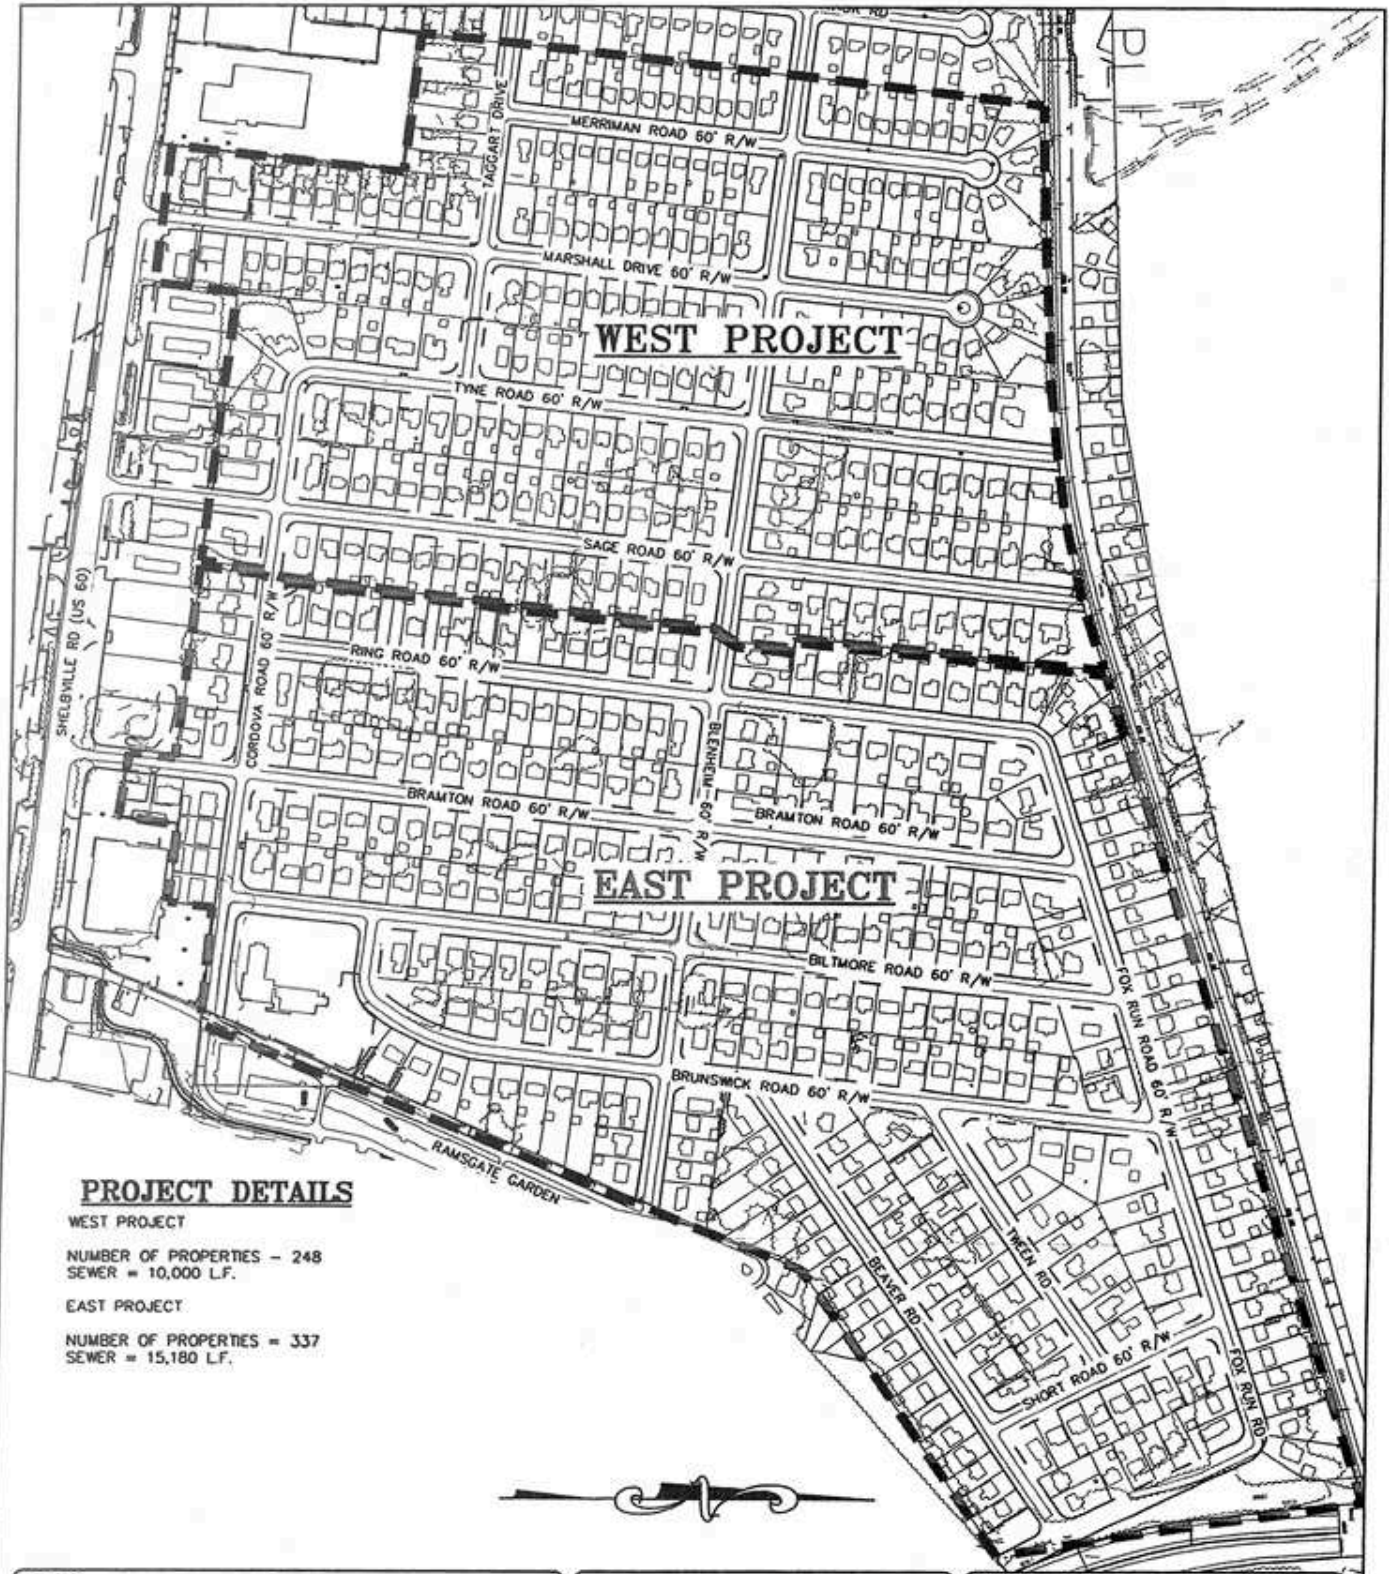 TAGGART DRIVE
MERRIMAN ROAD 60' R/W
MARSHALL DRIVE 60' R/W
WEST PROJECT
TYNE ROAD 60' R/W
SAGE ROAD 60' R/W
SHELBVILLE RD (US 60)
CORDOVA ROAD 60' R/W
RING ROAD 60' R/W
BLENHEIM - 60' R/W
BRAMTON ROAD 60' R/W
BRAMTON ROAD 60' R/W
EAST PROJECT
BILTMORE ROAD 60' R/W
FOX RUN ROAD 60' R/W
BRUNSWICK ROAD 60' R/W
RAMSGATE GARDEN
PROJECT DETAILS
WEST PROJECT
NUMBER OF PROPERTIES - 248
SEWER = 10,000 L.F.
EAST PROJECT
NUMBER OF PROPERTIES = 337
SEWER = 15,180 L.F.
TWEEN RD
BEAVER RD
SHORT ROAD 60' R/W
FOX RUN RD